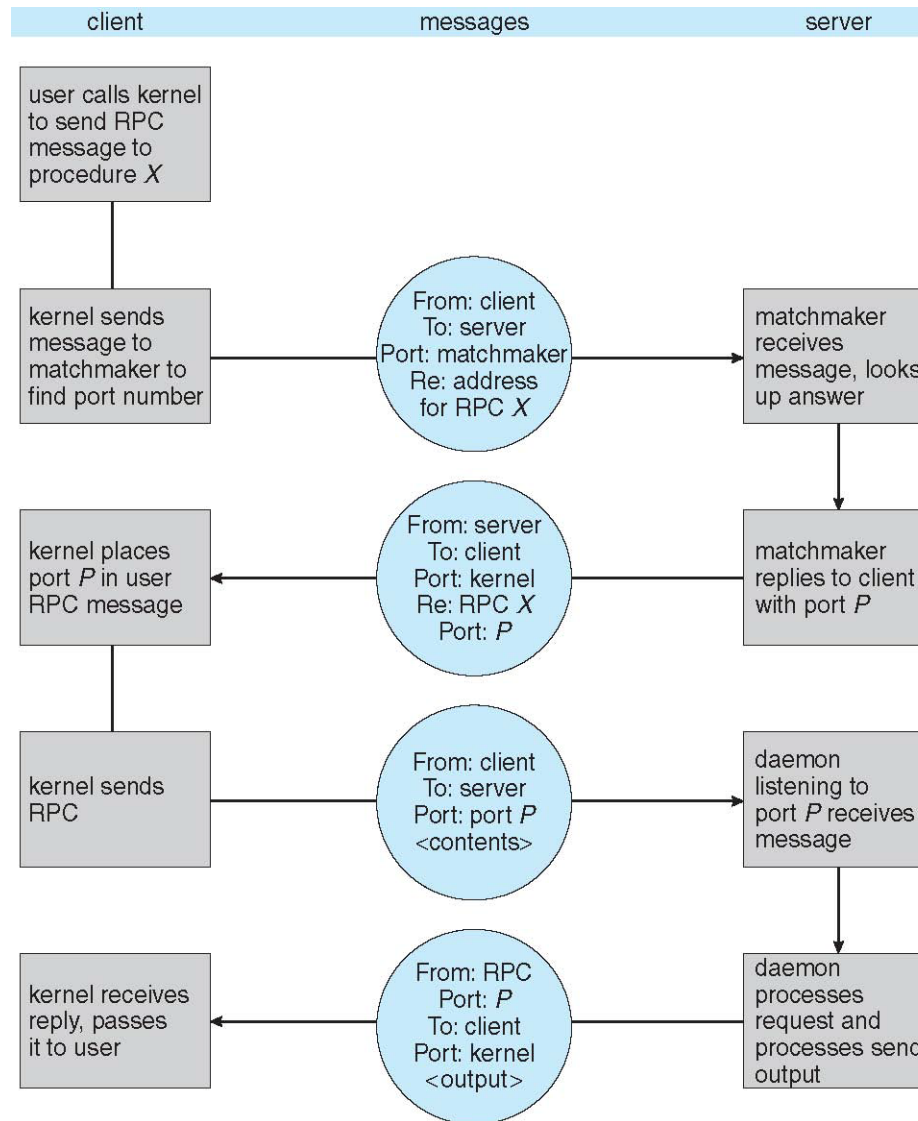 client
messages
server
user calls kernel
to send RPC
message to
procedure X
kernel sends
message to
matchmaker to
find port number
From: client
To: server
Port: matchmaker
Re: address
for RPC X
matchmaker
receives
message, looks
up answer
kernel places
port P in user
RPC message
From: server
To: client
Port: kernel
Re: RPC X
Port: P
matchmaker
replies to client
with port P
kernel sends
RPC
From: client
To: server
Port: port P
<contents>
daemon
listening to
port P receives
message
kernel receives
reply, passes
it to user
From: RPC
Port: P
To: client
Port: kernel
<output>
daemon
processes
request and
processes send
output